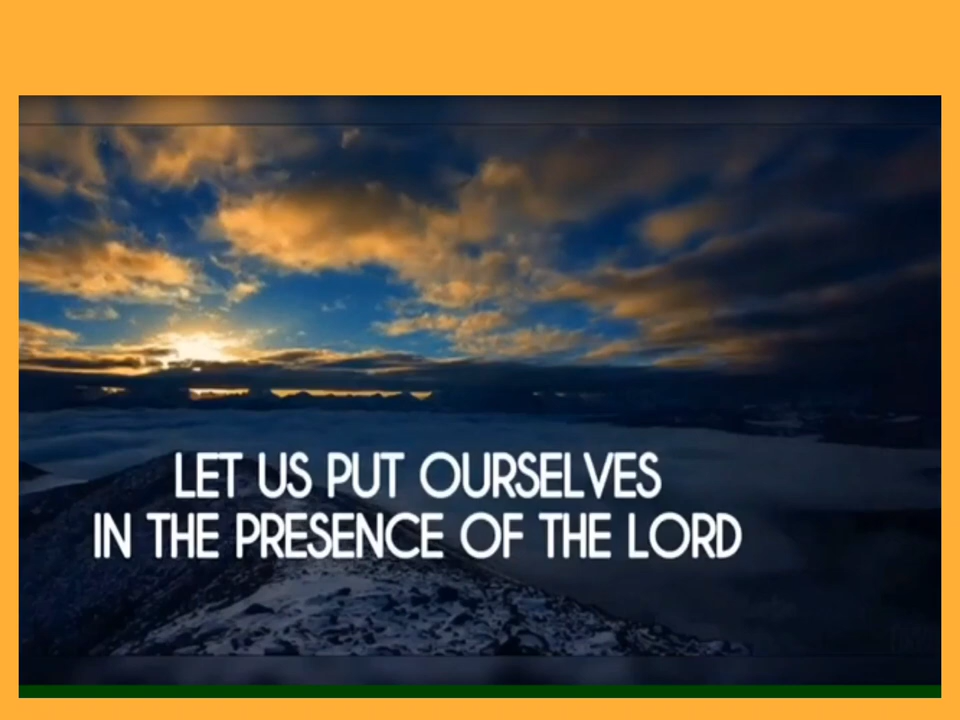 LET US PUT OURSELVES
IN THE PRESENCE OF THE LORD